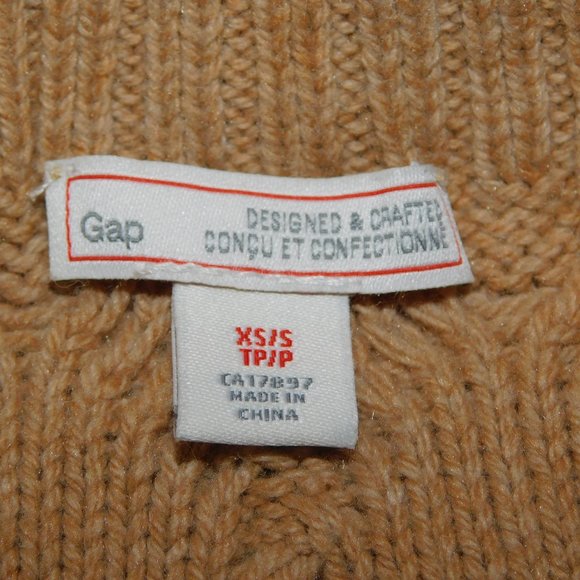 Gap
DESIGNED & CRAFTED
CONÇU ET CONFECTIONNÉ
XS/S
TP/P
CA17897
MADE IN
CHINA